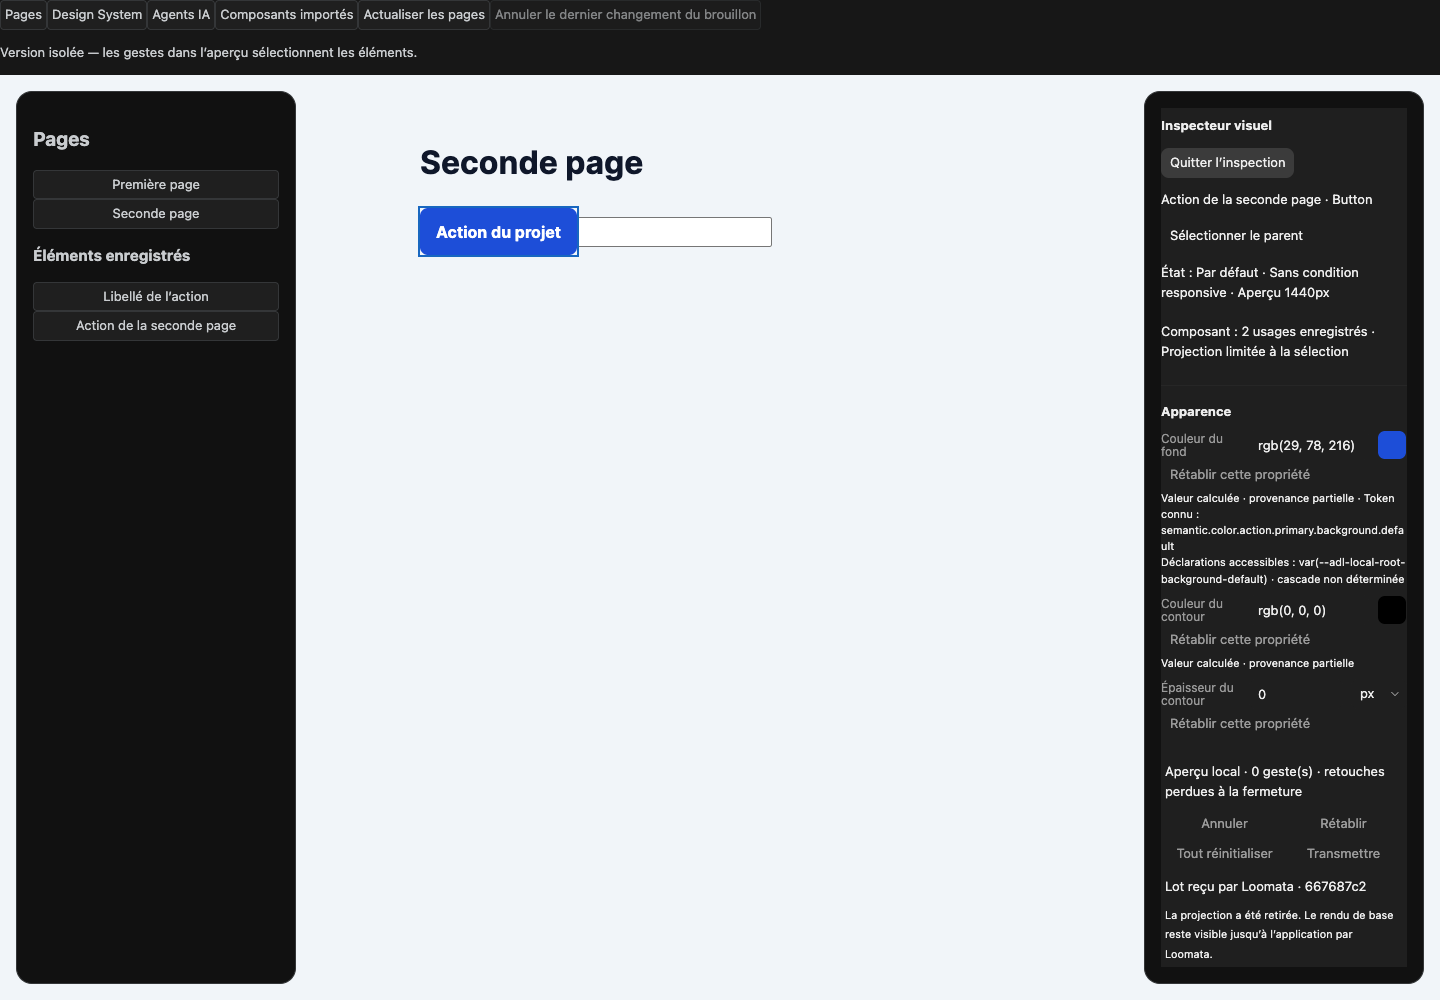 Pages Design System Agents IA Composants importés Actualiser les pages Annuler le dernier changement du brouillon
Version isolée — les gestes dans l’aperçu sélectionnent les éléments.
Pages
Première page
Seconde page
Éléments enregistrés
Libellé de l’action
Action de la seconde page
Seconde page
Action du projet
Inspecteur visuel
Quitter l’inspection
Action de la seconde page · Button
Sélectionner le parent
État : Par défaut · Sans condition
responsive · Aperçu 1440px
Composant : 2 usages enregistrés ·
Projection limitée à la sélection
Apparence
Couleur du
fond
rgb(29, 78, 216)
Rétablir cette propriété
Valeur calculée · provenance partielle · Token
connu :
semantic.color.action.primary.background.defa
ult
Déclarations accessibles : var(--adl-local-root-
background-default) · cascade non déterminée
Couleur du
contour
rgb(0, 0, 0)
Rétablir cette propriété
Valeur calculée · provenance partielle
Épaisseur du
contour
0 px
Rétablir cette propriété
Aperçu local · 0 geste(s) · retouches
perdues à la fermeture
Annuler Rétablir
Tout réinitialiser Transmettre
Lot reçu par Loomata · 667687c2
La projection a été retirée. Le rendu de base
reste visible jusqu’à l’application par
Loomata.